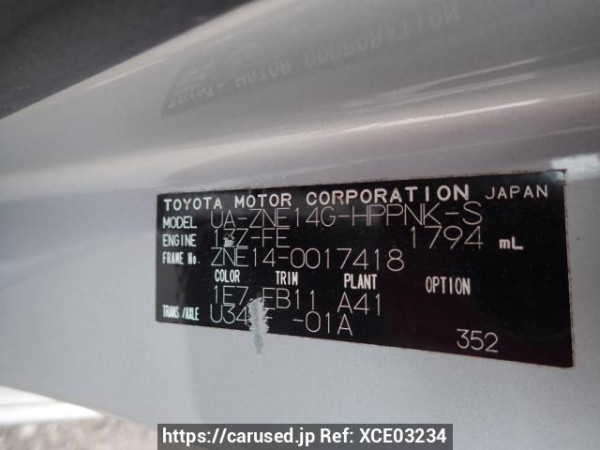 TOYOTA MOTOR CORPORATION JAPAN
MODEL UA-ZNE14G-HPPNK-S
ENGINE 1ZZ-FE 1794 mL
FRAME No. ZNE14-0017418
COLOR TRIM PLANT OPTION
1E7 EB11 A41
TRANS/AXLE -01A
352
https://carused.jp Ref: XCE03234